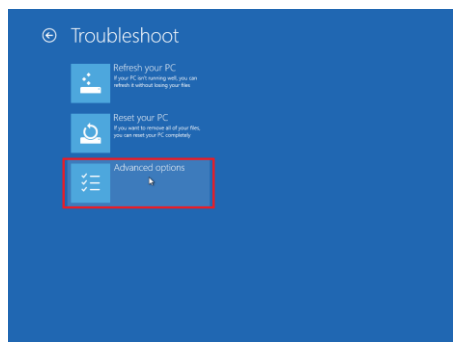 Troubleshoot
Refresh your PC
If your PC isn't running well, you can
refresh it without losing your files
Reset your PC
If you want to remove all of your files,
you can reset your PC completely
Advanced options